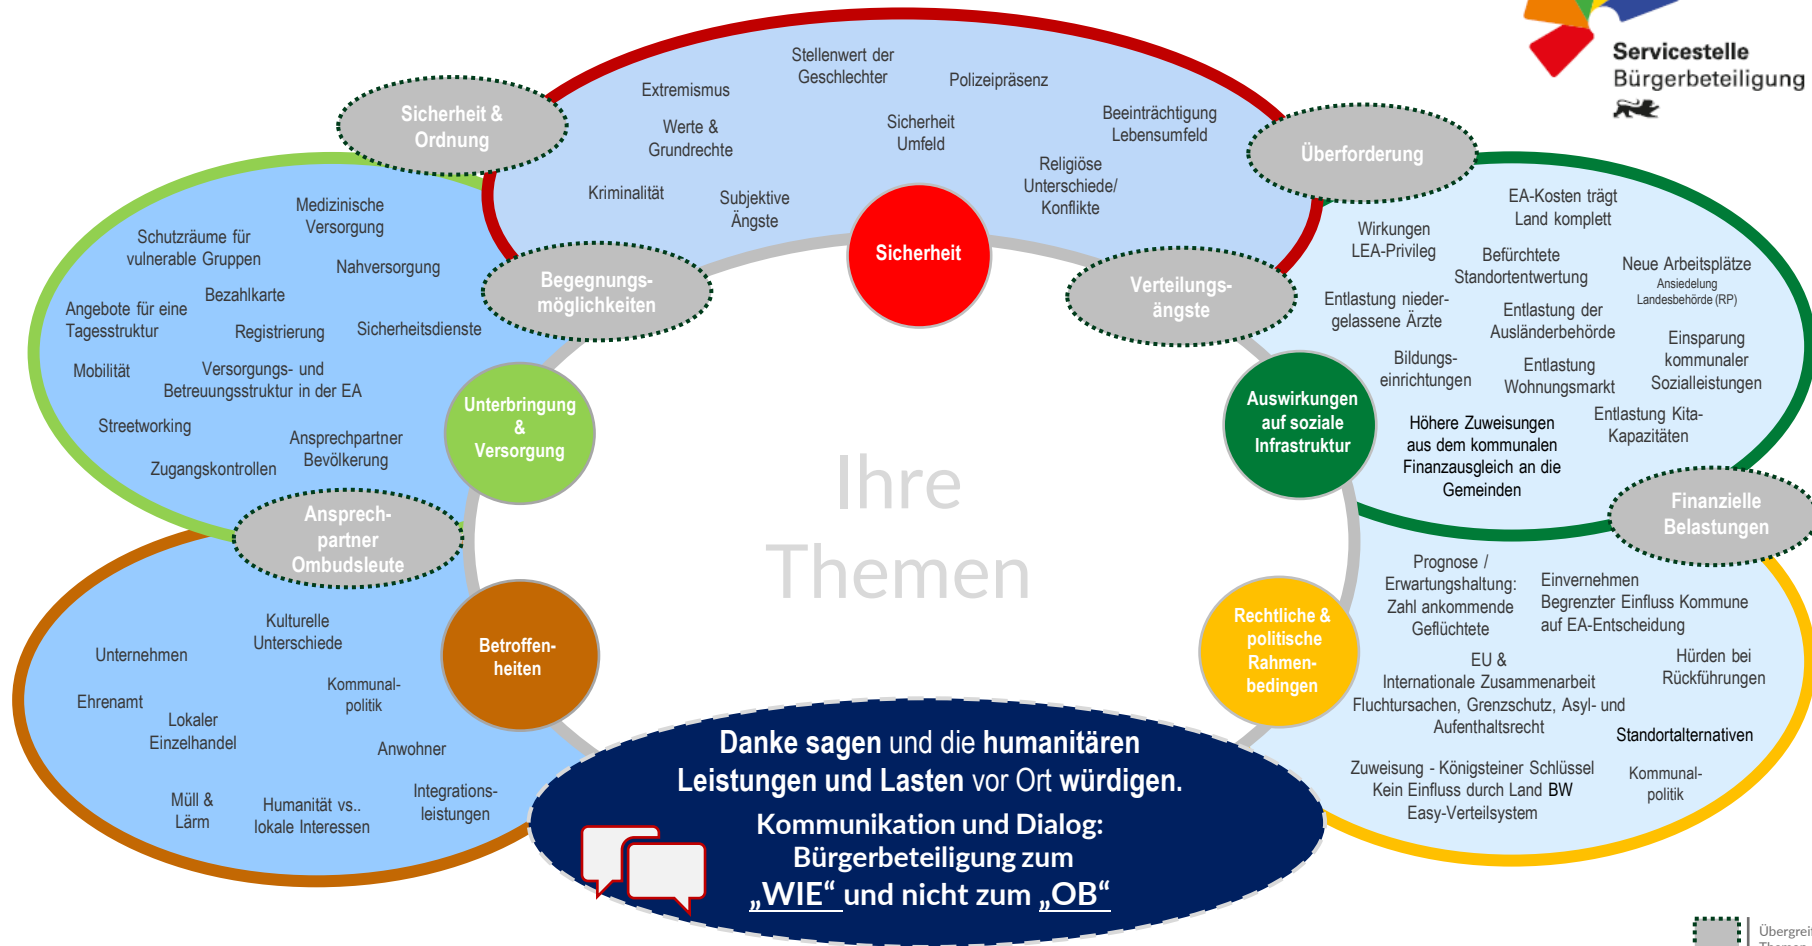 Servicestelle
Bürgerbeteiligung
Sicherheit &
Ordnung
Stellenwert der
Geschlechter
Extremismus
Polizeipräsenz
Werte &
Grundrechte
Sicherheit
Umfeld
Beeinträchtigung
Lebensumfeld
Kriminalität
Subjektive
Ängste
Religiöse
Unterschiede/
Konflikte
Sicherheit
Überforderung
Begegnungs-
möglichkeiten
Verteilungs-
ängste
Medizinische
Versorgung
Schutzräume für
vulnerable Gruppen
Nahversorgung
Bezahlkarte
Angebote für eine
Tagesstruktur
Registrierung
Sicherheitsdienste
Mobilität
Versorgungs- und
Betreuungsstruktur in der EA
Streetworking
Ansprechpartner
Bevölkerung
Zugangskontrollen
Unterbringung
&
Versorgung
EA-Kosten trägt
Land komplett
Wirkungen
LEA-Privileg
Befürchtete
Standortentwertung
Neue Arbeitsplätze
Ansiedelung
Landesbehörde (RP)
Entlastung nieder-
gelassene Ärzte
Entlastung der
Ausländerbehörde
Einsparung
kommunaler
Sozialleistungen
Bildungs-
einrichtungen
Entlastung
Wohnungsmarkt
Höhere Zuweisungen
aus dem kommunalen
Finanzausgleich an die
Gemeinden
Entlastung Kita-
Kapazitäten
Auswirkungen
auf soziale
Infrastruktur
Ihre
Themen
Ansprech-
partner
Ombudsleute
Finanzielle
Belastungen
Kulturelle
Unterschiede
Unternehmen
Kommunal-
politik
Ehrenamt
Lokaler
Einzelhandel
Anwohner
Müll &
Lärm
Humanität vs..
lokale Interessen
Integrations-
leistungen
Betroffen-
heiten
Rechtliche &
politische
Rahmen-
bedingen
Prognose /
Erwartungshaltung:
Zahl ankommende
Geflüchtete
Einvernehmen
Begrenzter Einfluss Kommune
auf EA-Entscheidung
EU &
Internationale Zusammenarbeit
Fluchtursachen, Grenzschutz, Asyl- und
Aufenthaltsrecht
Hürden bei
Rückführungen
Standortalternativen
Zuweisung - Königsteiner Schlüssel
Kein Einfluss durch Land BW
Easy-Verteilsystem
Kommunal-
politik
Danke sagen und die humanitären
Leistungen und Lasten vor Ort würdigen.
Kommunikation und Dialog:
Bürgerbeteiligung zum
„WIE“ und nicht zum „OB“